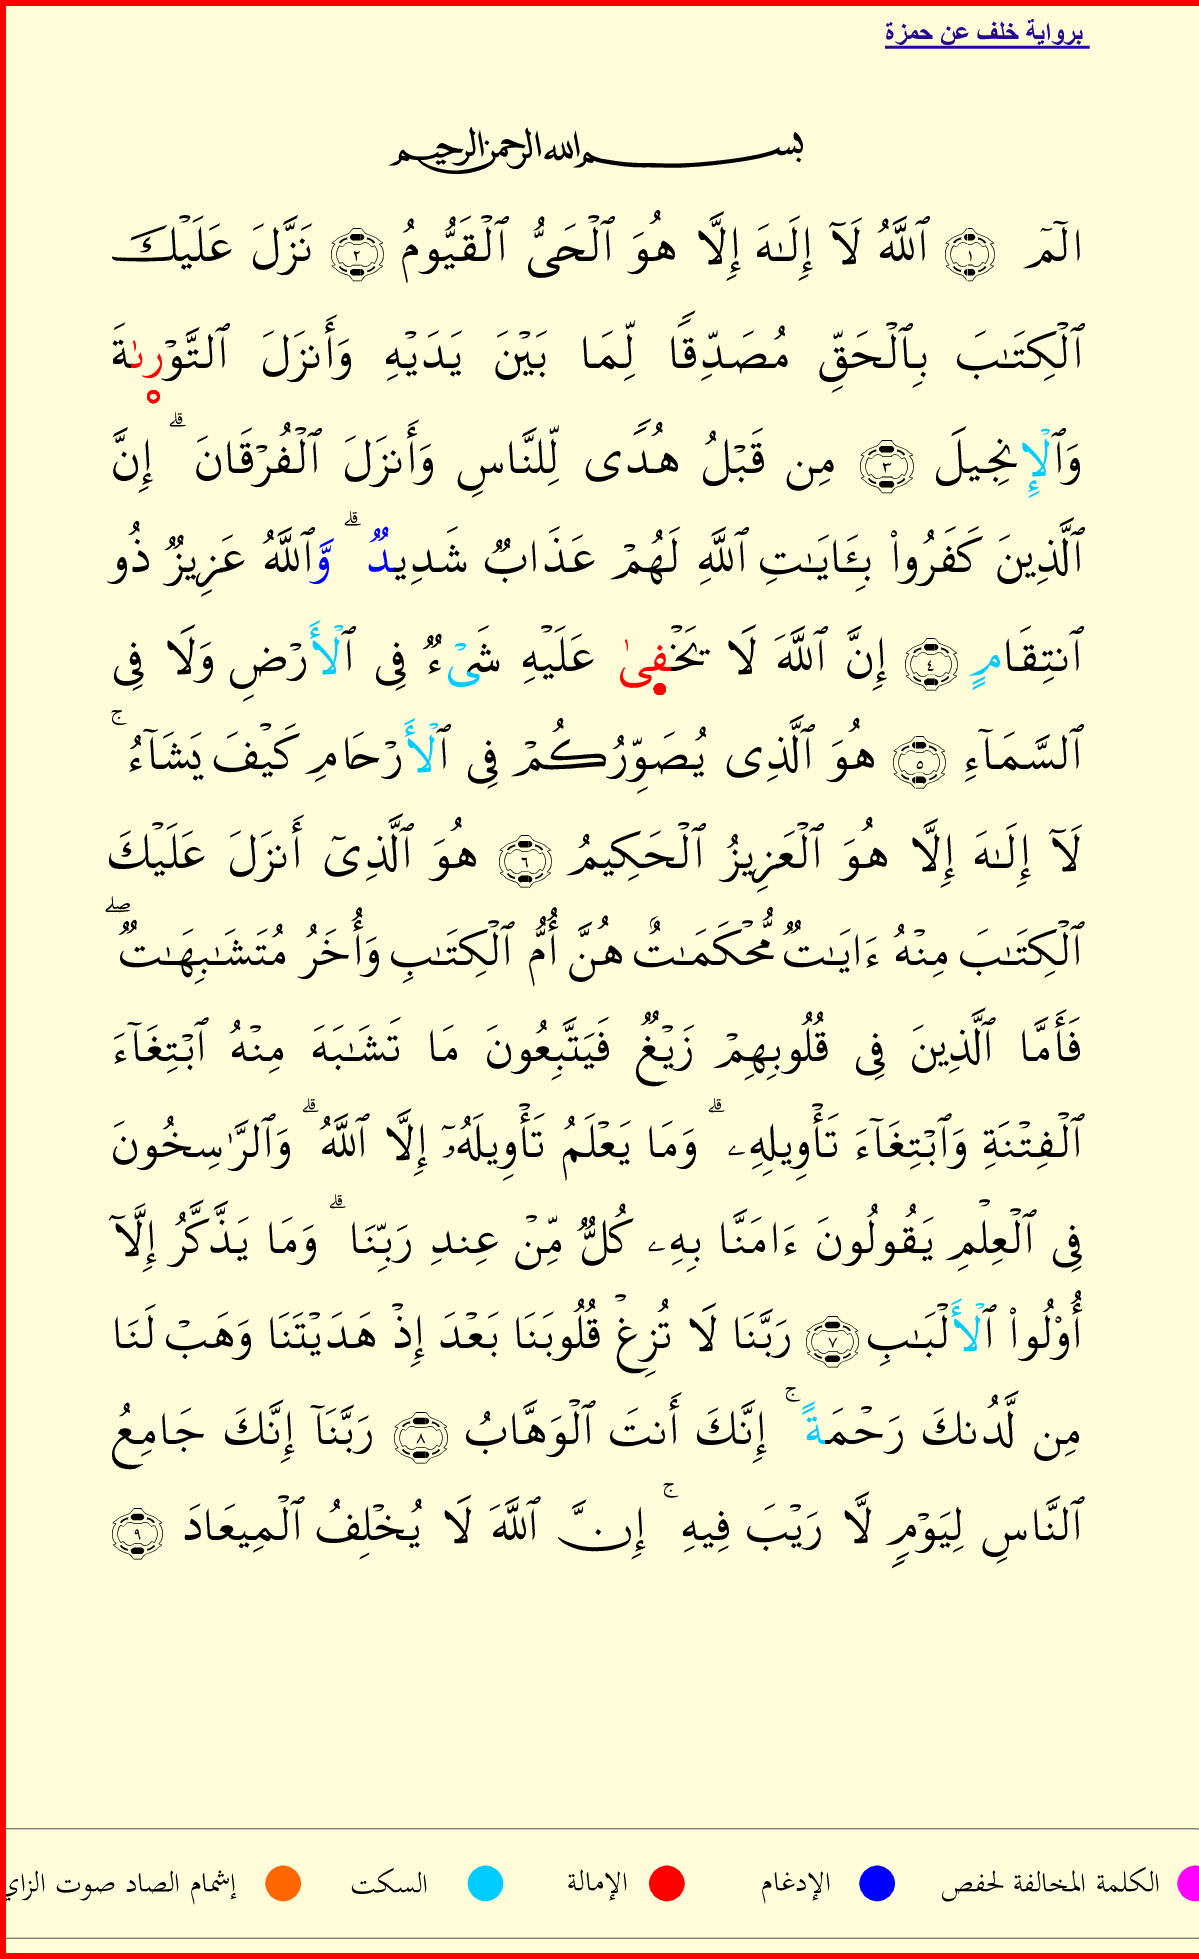 برواية خلف عن حمزة
بسم الله الرحمن الرحيم
الٓمٓ ١ ٱللَّهُ لَآ إِلَـٰهَ إِلَّا هُوَ ٱلْحَىُّ ٱلْقَيُّومُ ٢ نَزَّلَ عَلَيْكَ
ٱلْكِتَـٰبَ بِٱلْحَقِّ مُصَدِّقًا لِّمَا بَيْنَ يَدَيْهِ وَأَنزَلَ ٱلتَّوْرىٰةَ
وَٱلْإِنجِيلَ ٣ مِن قَبْلُ هُدًى لِّلنَّاسِ وَأَنزَلَ ٱلْفُرْقَانَ ۗ إِنَّ
ٱلَّذِينَ كَفَرُوا۟ بِـَٔايَـٰتِ ٱللَّهِ لَهُمْ عَذَابٌ شَدِيدٌ ۗ وَّٱللَّهُ عَزِيزٌ ذُو
ٱنتِقَامٍ ٤ إِنَّ ٱللَّهَ لَا يَخْفىٰ عَلَيْهِ شَىْءٌ فِى ٱلْأَرْضِ وَلَا فِى
ٱلسَّمَآءِ ٥ هُوَ ٱلَّذِى يُصَوِّرُكُمْ فِى ٱلْأَرْحَامِ كَيْفَ يَشَآءُ ۚ
لَآ إِلَـٰهَ إِلَّا هُوَ ٱلْعَزِيزُ ٱلْحَكِيمُ ٦ هُوَ ٱلَّذِىٓ أَنزَلَ عَلَيْكَ
ٱلْكِتَـٰبَ مِنْهُ ءَايَـٰتٌ مُّحْكَمَـٰتٌ هُنَّ أُمُّ ٱلْكِتَـٰبِ وَأُخَرُ مُتَشَـٰبِهَـٰتٌ ۖ
فَأَمَّا ٱلَّذِينَ فِى قُلُوبِهِمْ زَيْغٌ فَيَتَّبِعُونَ مَا تَشَـٰبَهَ مِنْهُ ٱبْتِغَآءَ
ٱلْفِتْنَةِ وَٱبْتِغَآءَ تَأْوِيلِهِۦ ۗ وَمَا يَعْلَمُ تَأْوِيلَهُۥٓ إِلَّا ٱللَّهُ ۗ وَٱلرَّٰسِخُونَ
فِى ٱلْعِلْمِ يَقُولُونَ ءَامَنَّا بِهِۦ كُلٌّ مِّنْ عِندِ رَبِّنَا ۗ وَمَا يَذَّكَّرُ إِلَّآ
أُو۟لُوا۟ ٱلْأَلْبَـٰبِ ٧ رَبَّنَا لَا تُزِغْ قُلُوبَنَا بَعْدَ إِذْ هَدَيْتَنَا وَهَبْ لَنَا
مِن لَّدُنكَ رَحْمَةً ۚ إِنَّكَ أَنتَ ٱلْوَهَّابُ ٨ رَبَّنَآ إِنَّكَ جَامِعُ
ٱلنَّاسِ لِيَوْمٍ لَّا رَيْبَ فِيهِ ۚ إِنَّ ٱللَّهَ لَا يُخْلِفُ ٱلْمِيعَادَ ٩
الكلمة المخالفة لحفص الإدغام الإمالة السكت إشمام الصاد صوت الزاي